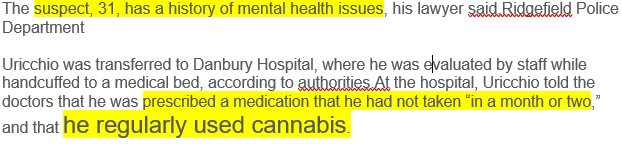 The suspect, 31, has a history of mental health issues, his lawyer said.Ridgefield Police
Department
Uricchio was transferred to Danbury Hospital, where he was evaluated by staff while
handcuffed to a medical bed, according to authorities.At the hospital, Uricchio told the
doctors that he was prescribed a medication that he had not taken “in a month or two,”
and that he regularly used cannabis.